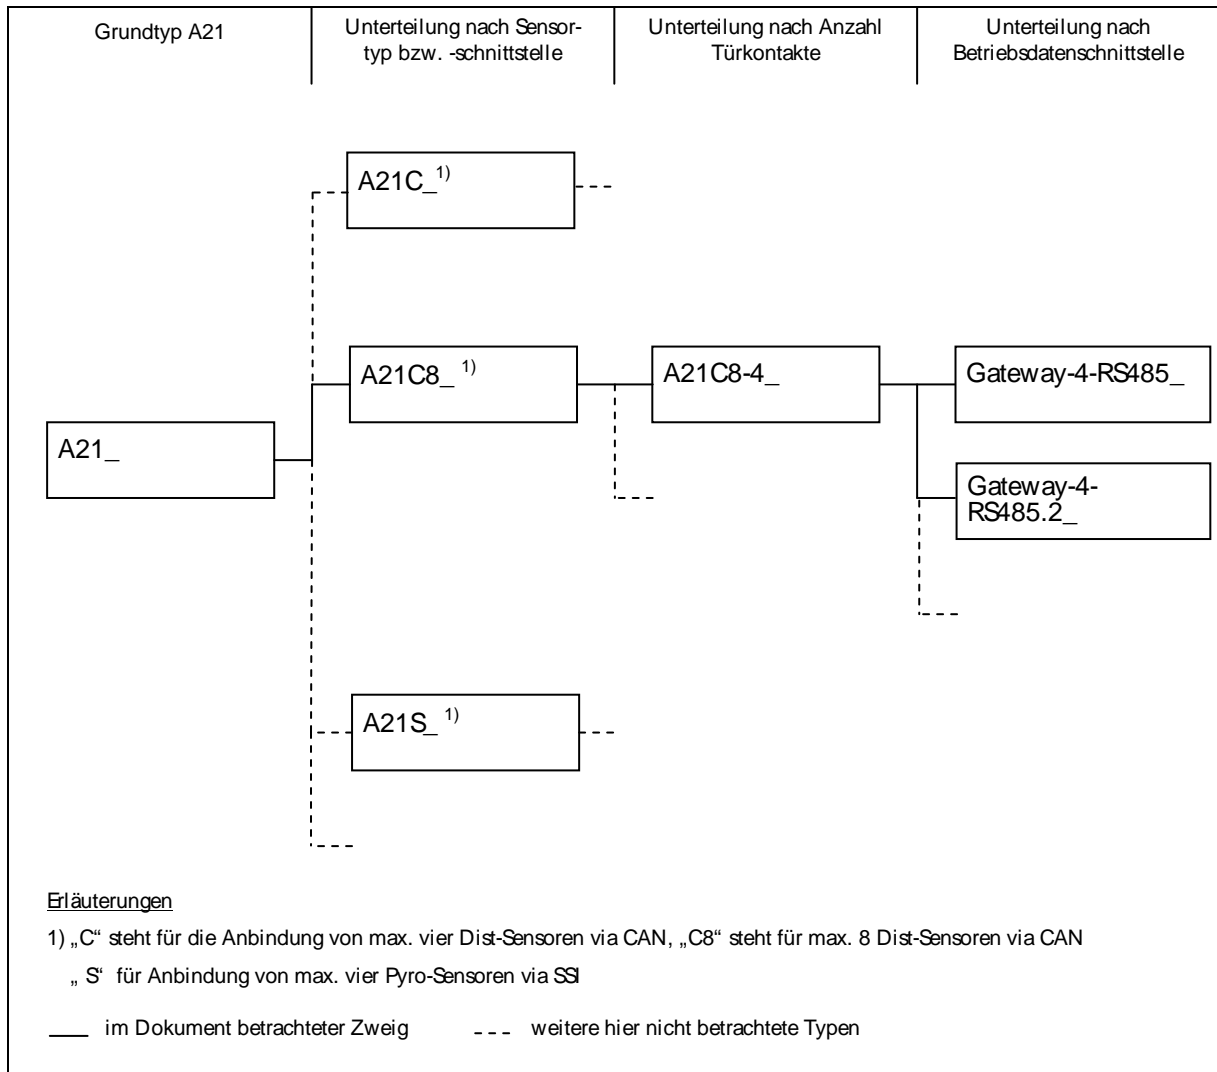 Grundtyp A21
Unterteilung nach Sensor-
typ bzw. -schnittstelle
Unterteilung nach Anzahl
Türkontakte
Unterteilung nach
Betriebsdatenschnittstelle
A21C_ 1)
A21C8_ 1)
A21C8-4_
Gateway-4-RS485_
A21_
Gateway-4-
RS485.2_
A21S_ 1)
Erläuterungen
1) „C“ steht für die Anbindung von max. vier Dist-Sensoren via CAN, „C8“ steht für max. 8 Dist-Sensoren via CAN
„ S“ für Anbindung von max. vier Pyro-Sensoren via SSI
im Dokument betrachteter Zweig
weitere hier nicht betrachtete Typen